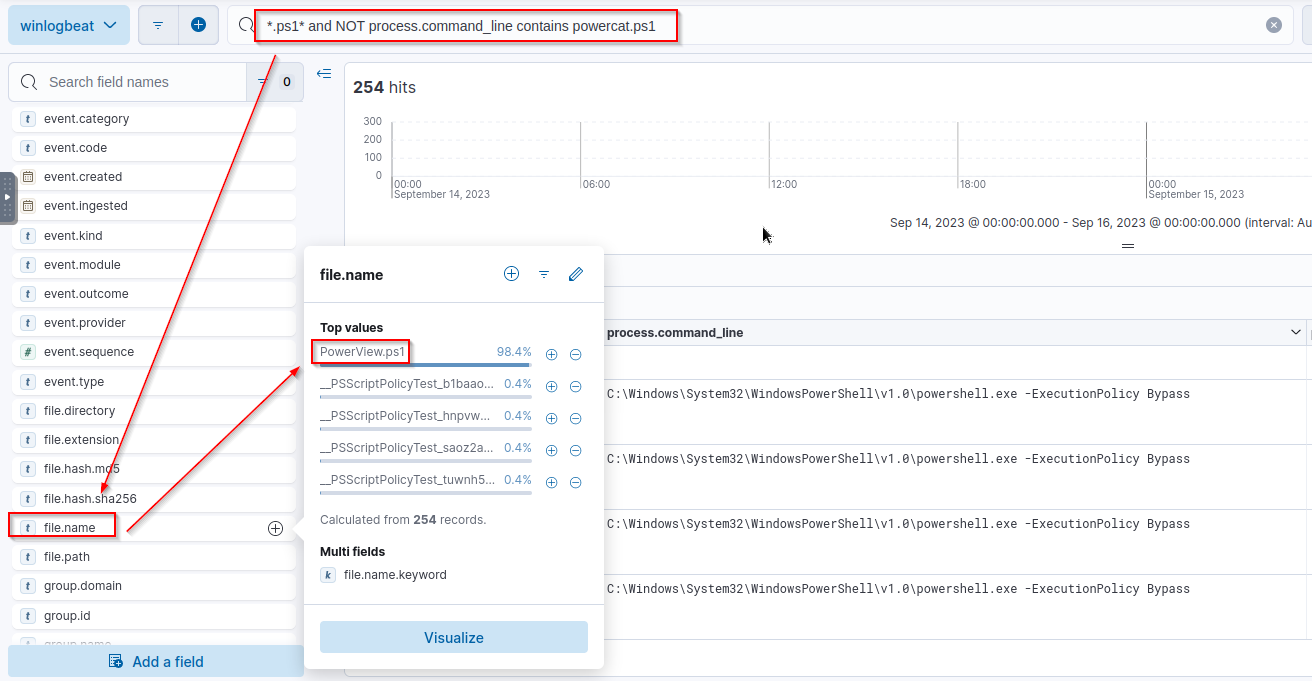 winlogbeat
*.ps1* and NOT process.command_line contains powercat.ps1
Search field names
0
event.category
event.code
event.created
event.ingested
event.kind
event.module
event.outcome
event.provider
event.sequence
event.type
file.directory
file.extension
file.hash.md5
file.hash.sha256
file.name
file.path
group.domain
group.id
group.name
Add a field
254 hits
300
200
100
0
00:00
September 14, 2023
06:00
12:00
18:00
00:00
September 15, 2023
Sep 14, 2023 @ 00:00:00.000 - Sep 16, 2023 @ 00:00:00.000 (interval: Au
file.name
Top values
PowerView.ps1 98.4%
__PSScriptPolicyTest_b1baao... 0.4%
__PSScriptPolicyTest_hnpvw... 0.4%
__PSScriptPolicyTest_saoz2a... 0.4%
__PSScriptPolicyTest_tuwnh5... 0.4%
Calculated from 254 records.
Multi fields
k file.name.keyword
Visualize
process.command_line
C:\Windows\System32\WindowsPowerShell\v1.0\powershell.exe -ExecutionPolicy Bypass
C:\Windows\System32\WindowsPowerShell\v1.0\powershell.exe -ExecutionPolicy Bypass
C:\Windows\System32\WindowsPowerShell\v1.0\powershell.exe -ExecutionPolicy Bypass
C:\Windows\System32\WindowsPowerShell\v1.0\powershell.exe -ExecutionPolicy Bypass